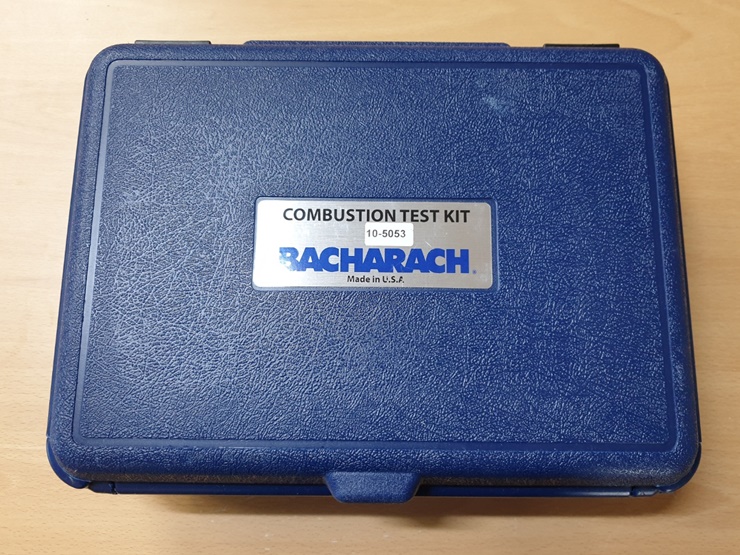 COMBUSTION TEST KIT
10-5053
BACHARACH®
Made in U.S.A.